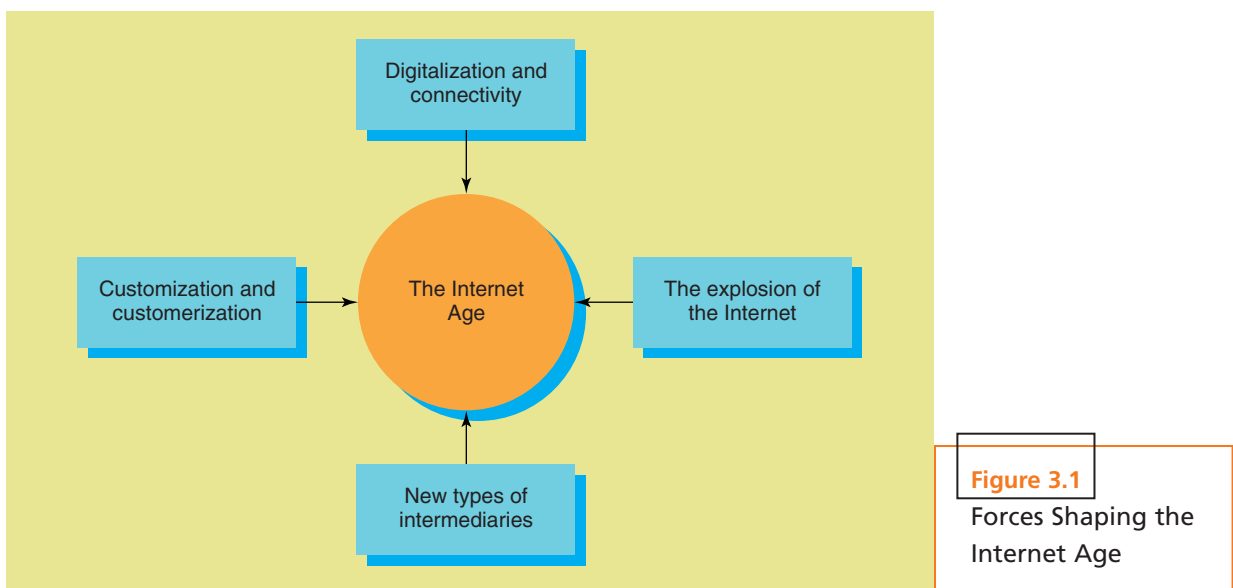 Digitalization and
connectivity
Customization and
customerization
The Internet
Age
The explosion of
the Internet
New types of
intermediaries
Figure 3.1
Forces Shaping the
Internet Age